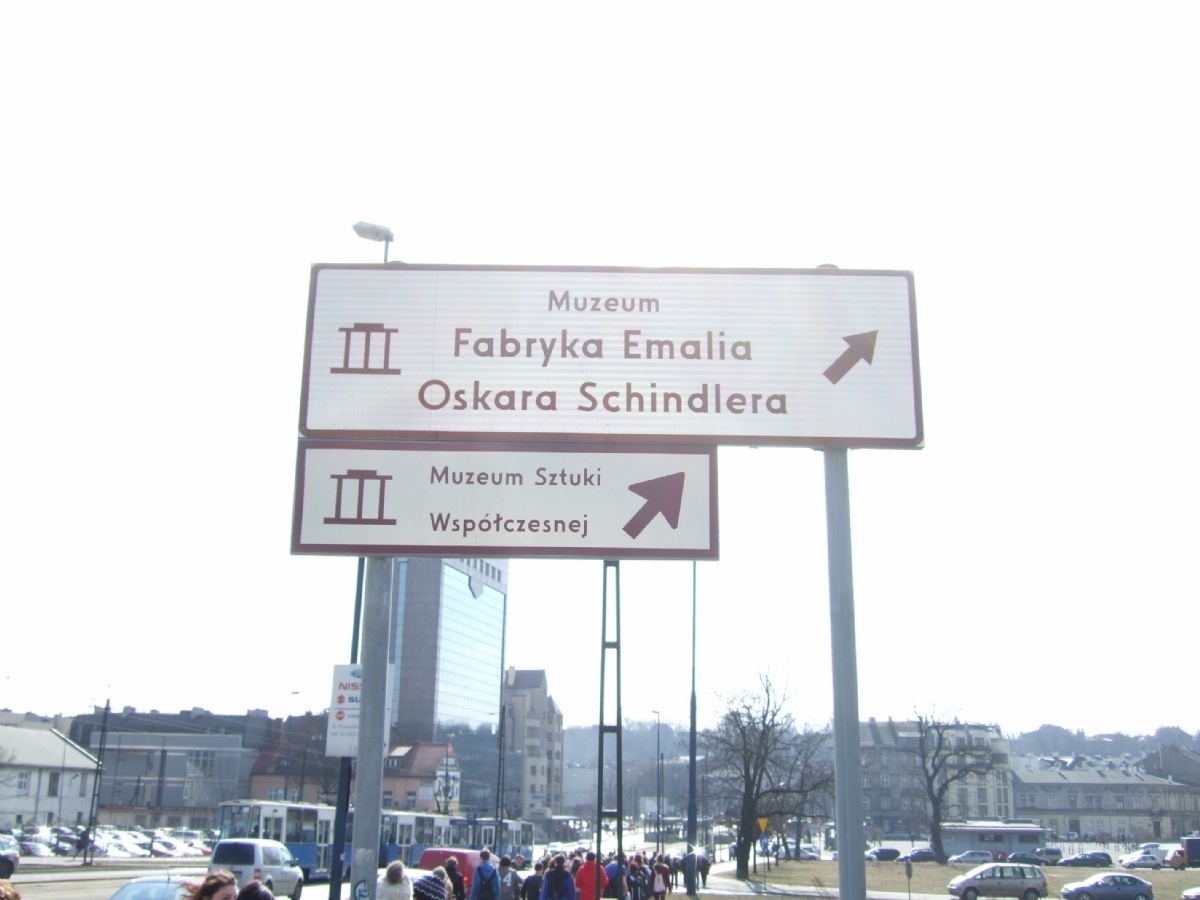 Muzeum
Fabryka Emalia
Oskara Schindlera
Muzeum Sztuki
Współczesnej